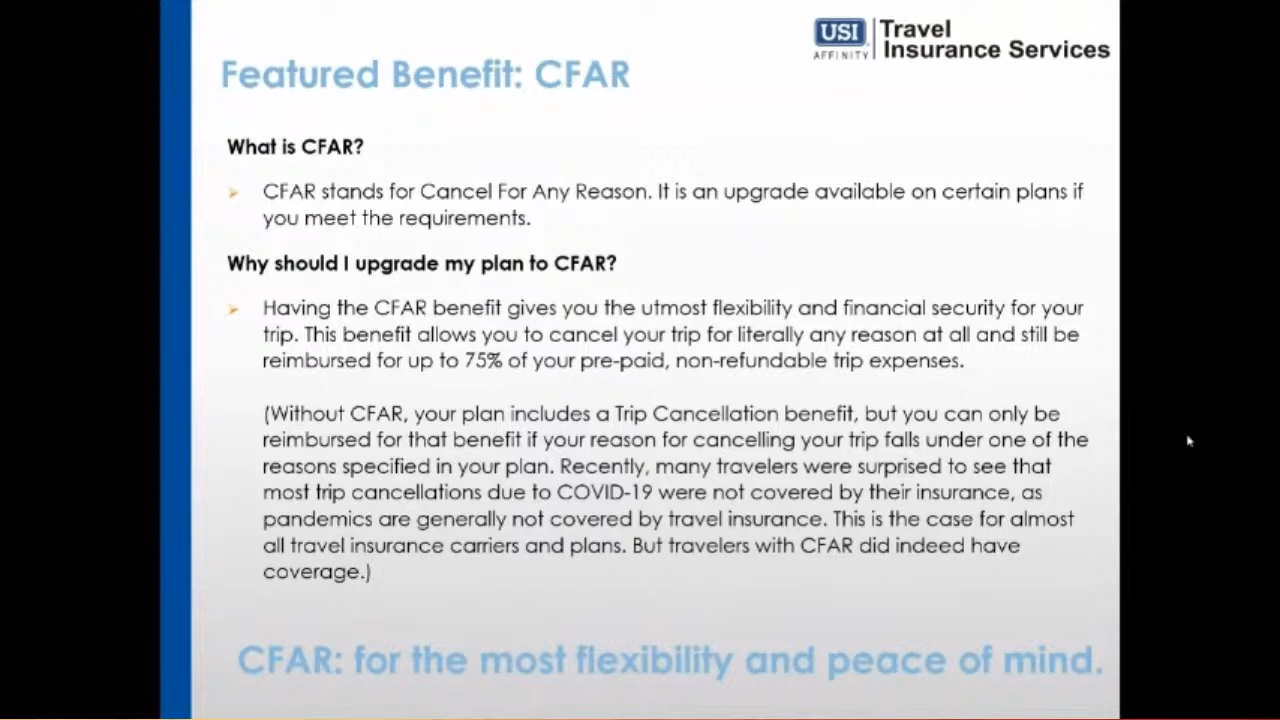 USI
AFFINITY
Travel
Insurance Services
Featured Benefit: CFAR
What is CFAR?
CFAR stands for Cancel For Any Reason. It is an upgrade available on certain plans if
you meet the requirements.
Why should I upgrade my plan to CFAR?
Having the CFAR benefit gives you the utmost flexibility and financial security for your
trip. This benefit allows you to cancel your trip for literally any reason at all and still be
reimbursed for up to 75% of your pre-paid, non-refundable trip expenses.
(Without CFAR, your plan includes a Trip Cancellation benefit, but you can only be
reimbursed for that benefit if your reason for cancelling your trip falls under one of the
reasons specified in your plan. Recently, many travelers were surprised to see that
most trip cancellations due to COVID-19 were not covered by their insurance, as
pandemics are generally not covered by travel insurance. This is the case for almost
all travel insurance carriers and plans. But travelers with CFAR did indeed have
coverage.)
CFAR: for the most flexibility and peace of mind.